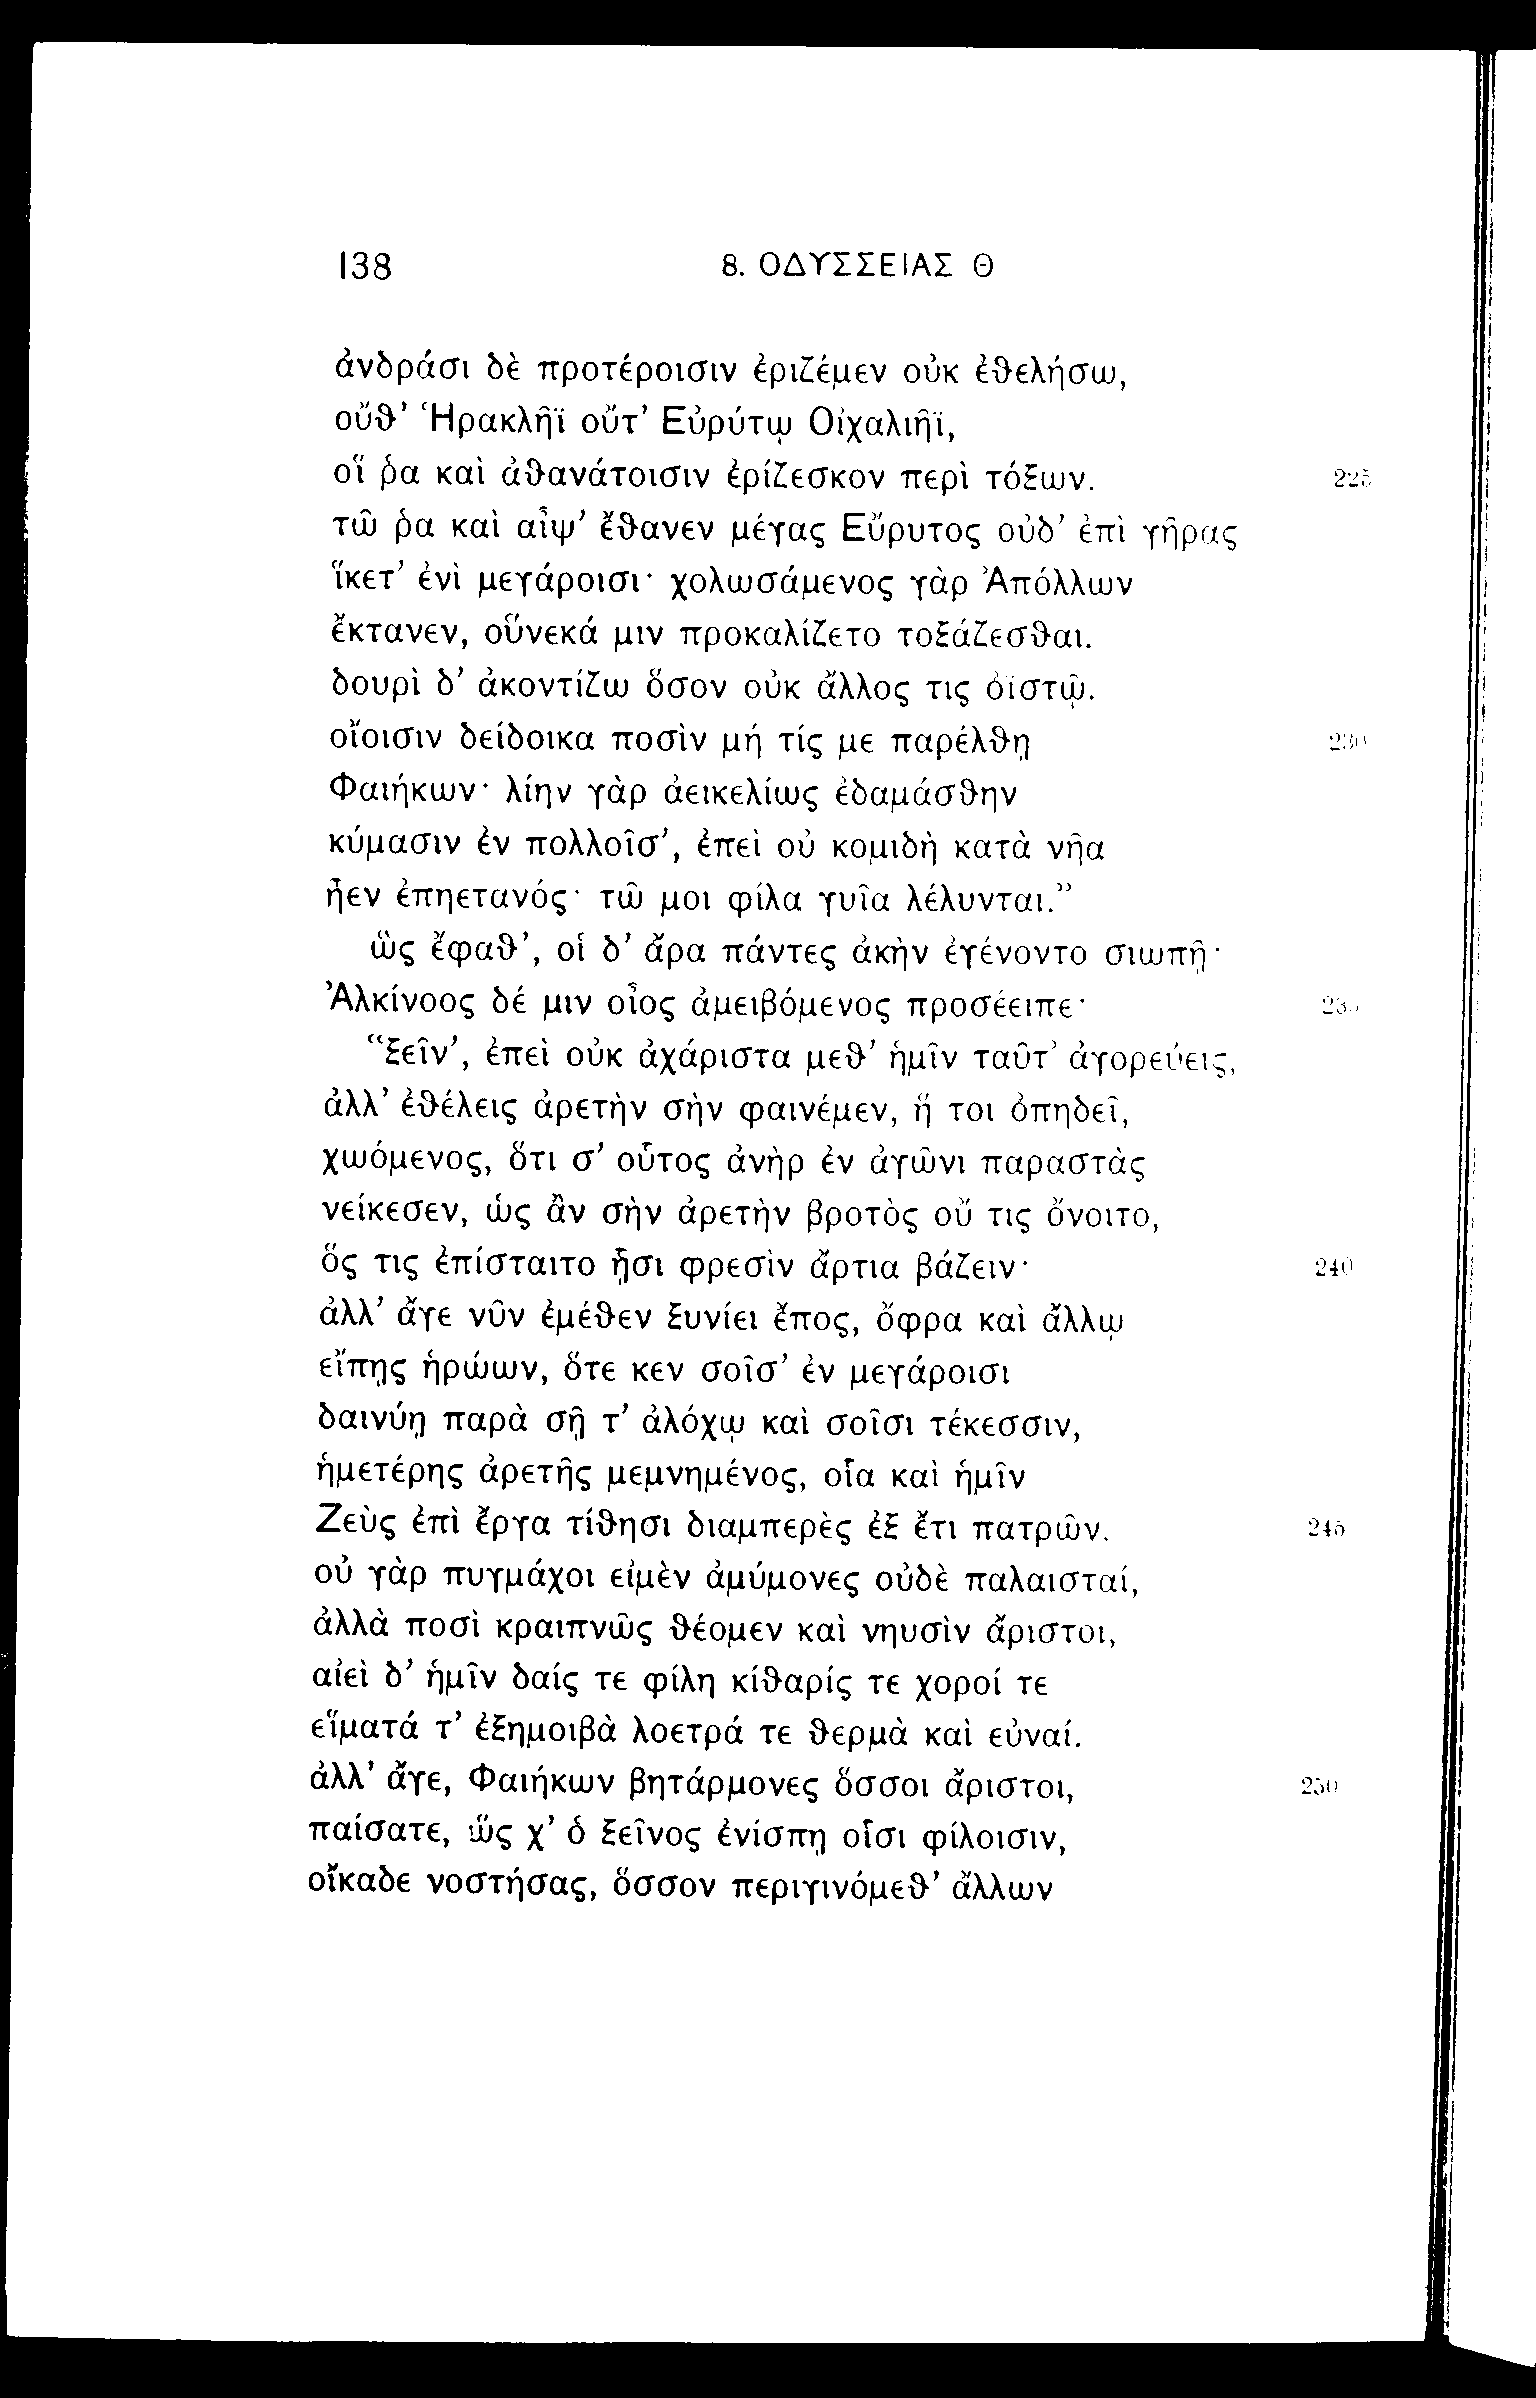 138 8. ΟΔΥΣΣΕΙΑΣ Θ
ἀνδράσι δὲ προτέροισιν ἐριζέμεν οὐκ ἐθελήσω,
οὔθ’ Ἡρακλῆϊ οὔτ’ Εὐρύτῳ Οἰχαλιῆϊ,
οἵ ῥα καὶ ἀθανάτοισιν ἐρίζεσκον περὶ τόξων. 225
τῶ ῥα καὶ αἶψ’ ἔθανεν μέγας Εὔρυτος οὐδ’ ἐπὶ γῆρας
ἵκετ’ ἐνὶ μεγάροισι· χολωσάμενος γὰρ Ἀπόλλων
ἔκτανεν, οὕνεκά μιν προκαλίζετο τοξάζεσθαι.
δουρὶ δ’ ἀκοντίζω ὅσον οὐκ ἄλλος τις ὀϊστῷ.
οἴοισιν δείδοικα ποσὶν μή τίς με παρέλθῃ 230
Φαιήκων· λίην γὰρ ἀεικελίως ἐδαμάσθην
κύμασιν ἐν πολλοῖσ’, ἐπεὶ οὐ κομιδὴ κατὰ νῆα
ἦεν ἐπηετανός· τῶ μοι φίλα γυῖα λέλυνται.”
ὣς ἔφαθ’, οἱ δ’ ἄρα πάντες ἀκὴν ἐγένοντο σιωπῇ·
Ἀλκίνοος δέ μιν οἶος ἀμειβόμενος προσέειπε· 235
“ξεῖν’, ἐπεὶ οὐκ ἀχάριστα μεθ’ ἡμῖν ταῦτ’ ἀγορεύεις,
ἀλλ’ ἐθέλεις ἀρετὴν σὴν φαινέμεν, ἥ τοι ὀπηδεῖ,
χωόμενος, ὅτι σ’ οὗτος ἀνὴρ ἐν ἀγῶνι παραστὰς
νείκεσεν, ὡς ἂν σὴν ἀρετὴν βροτὸς οὔ τις ὄνοιτο,
ὅς τις ἐπίσταιτο ᾗσι φρεσὶν ἄρτια βάζειν· 240
ἀλλ’ ἄγε νῦν ἐμέθεν ξυνίει ἔπος, ὄφρα καὶ ἄλλῳ
εἴπῃς ἡρώων, ὅτε κεν σοῖσ’ ἐν μεγάροισι
δαινύῃ παρὰ σῇ τ’ ἀλόχῳ καὶ σοῖσι τέκεσσιν,
ἡμετέρης ἀρετῆς μεμνημένος, οἷα καὶ ἡμῖν
Ζεὺς ἐπὶ ἔργα τίθησι διαμπερὲς ἐξ ἔτι πατρῶν. 245
οὐ γὰρ πυγμάχοι εἰμὲν ἀμύμονες οὐδὲ παλαισταί,
ἀλλὰ ποσὶ κραιπνῶς θέομεν καὶ νηυσὶν ἄριστοι,
αἰεὶ δ’ ἡμῖν δαίς τε φίλη κίθαρίς τε χοροί τε
εἵματά τ’ ἐξημοιβὰ λοετρά τε θερμὰ καὶ εὐναί.
ἀλλ’ ἄγε, Φαιήκων βητάρμονες ὅσσοι ἄριστοι, 250
παίσατε, ὥς χ’ ὁ ξεῖνος ἐνίσπῃ οἷσι φίλοισιν,
οἴκαδε νοστήσας, ὅσσον περιγινόμεθ’ ἄλλων